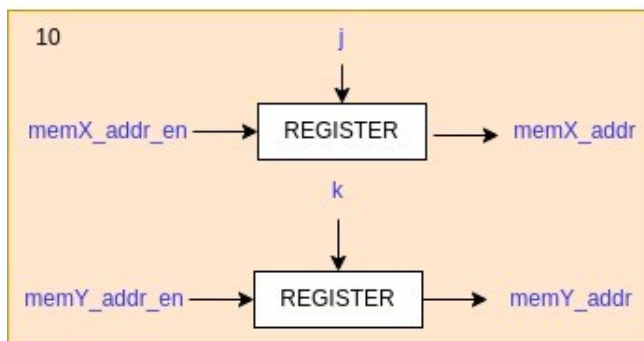 10
j
memX_addr_en
REGISTER
memX_addr
k
memY_addr_en
REGISTER
memY_addr